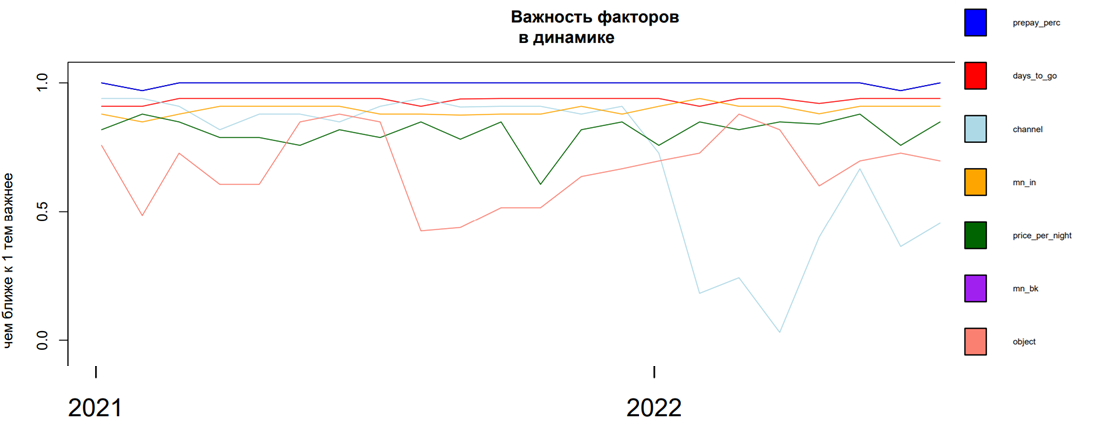 Важность факторов
в динамике
чем ближе к 1 тем важнее
1.0
0.5
0.0
2021
2022
prepay_perc
days_to_go
channel
mn_in
price_per_night
mn_bk
object